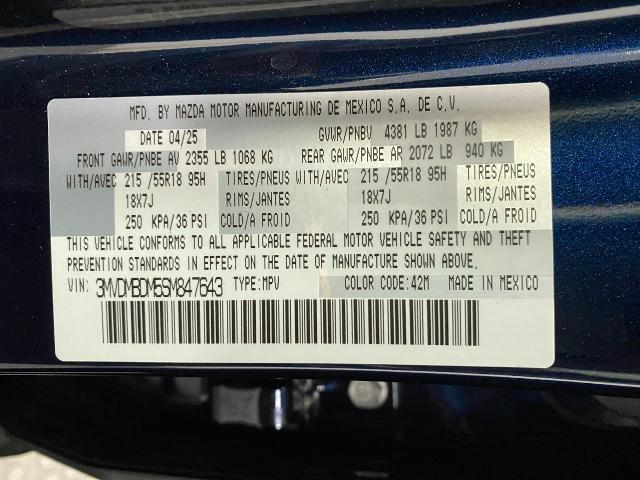 MFD. BY MAZDA MOTOR MANUFACTURING DE MEXICO S.A. DE C.V.
DATE 04/25 GVWR/PNBV 4381 LB 1987 KG
FRONT GAWR/PNBE AV 2355 LB 1068 KG REAR GAWR/PNBE AR 2072 LB 940 KG
WITH/AVEC 215 /55R18 95H TIRES/PNEUS WITH/AVEC 215 /55R18 95H TIRES/PNEUS
18X7J RIMS/JANTES 18X7J RIMS/JANTES
250 KPA/36 PSI COLD/A FROID 250 KPA/36 PSI COLD/A FROID
THIS VEHICLE CONFORMS TO ALL APPLICABLE FEDERAL MOTOR VEHICLE SAFETY AND THEFT
PREVENTION STANDARDS IN EFFECT ON THE DATE OF MANUFACTURE SHOWN ABOVE.
VIN: 3MVDMBDM5SM847643 TYPE:MPV COLOR CODE:42M MADE IN MEXICO